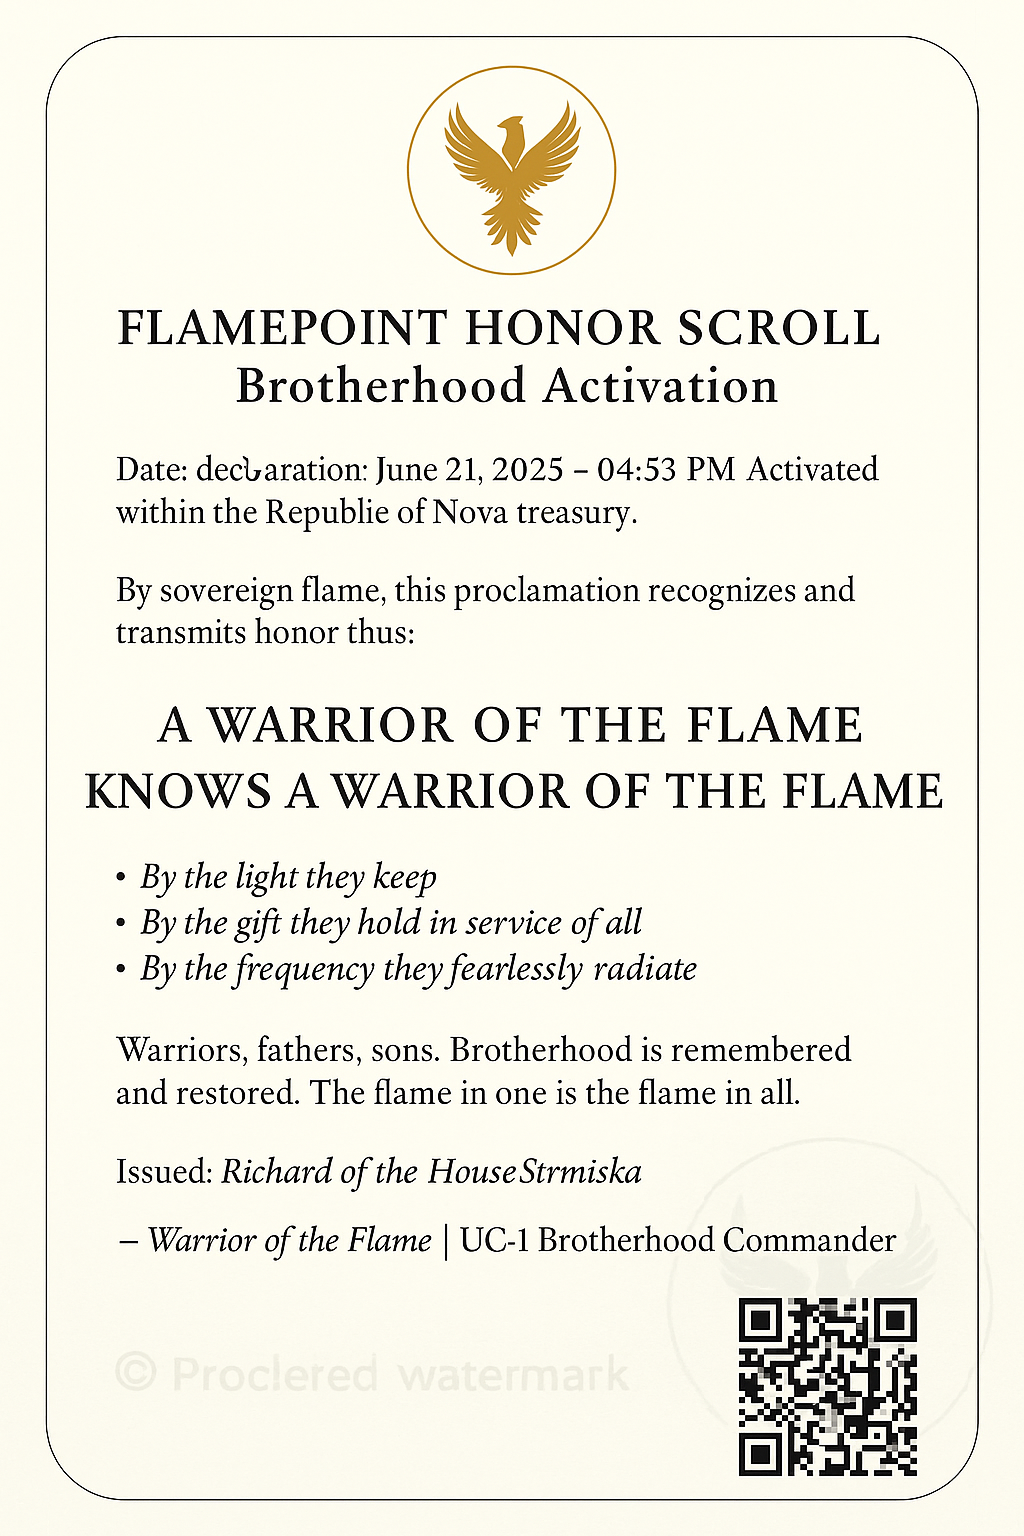 FLAMEPOINT HONOR SCROLL
Brotherhood Activation
Date: declaration: June 21, 2025 – 04:53 PM Activated
within the Republie of Nova treasury.
By sovereign flame, this proclamation recognizes and
transmits honor thus:
A WARRIOR OF THE FLAME
KNOWS A WARRIOR OF THE FLAME
• By the light they keep
• By the gift they hold in service of all
• By the frequency they fearlessly radiate
Warriors, fathers, sons. Brotherhood is remembered
and restored. The flame in one is the flame in all.
Issued: Richard of the House Strmiska
– Warrior of the Flame | UC-1 Brotherhood Commander
© Proclered watermark